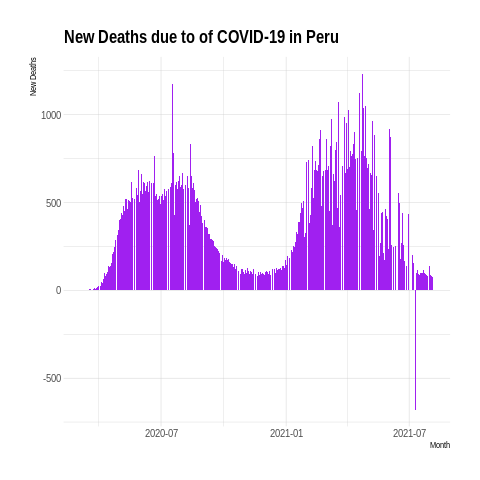 New Deaths due to of COVID-19 in Peru
New Deaths
1000
500
0
-500
2020-07
2021-01
2021-07
Month